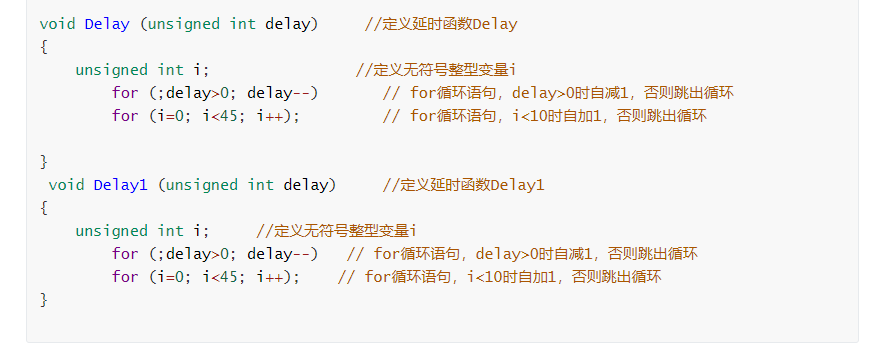 void Delay (unsigned int delay)     //定义延时函数Delay
{
    unsigned int i;                //定义无符号整型变量i
        for (;delay>0; delay--)       // for循环语句，delay>0时自减1，否则跳出循环
        for (i=0; i<45; i++);         // for循环语句，i<10时自加1，否则跳出循环
}
 void Delay1 (unsigned int delay)     //定义延时函数Delay1
{
    unsigned int i;     //定义无符号整型变量i
        for (;delay>0; delay--)   // for循环语句，delay>0时自减1，否则跳出循环
        for (i=0; i<45; i++);    // for循环语句，i<10时自加1，否则跳出循环
}